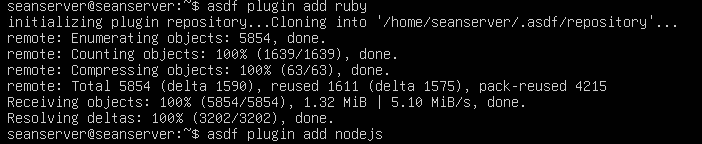 seanserver@seanserver:~$ asdf plugin add ruby
initializing plugin repository...Cloning into '/home/seanserver/.asdf/repository'...
remote: Enumerating objects: 5854, done.
remote: Counting objects: 100% (1639/1639), done.
remote: Compressing objects: 100% (63/63), done.
remote: Total 5854 (delta 1590), reused 1611 (delta 1575), pack-reused 4215
Receiving objects: 100% (5854/5854), 1.32 MiB | 5.10 MiB/s, done.
Resolving deltas: 100% (3202/3202), done.
seanserver@seanserver:~$ asdf plugin add nodejs